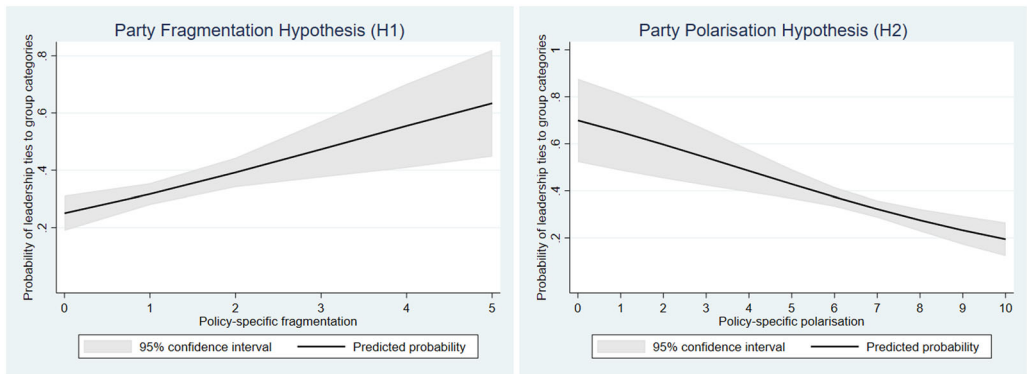 Party Fragmentation Hypothesis (H1)
Probability of leadership ties to group categories
.8
.6
.4
.2
0 1 2 3 4 5
Policy-specific fragmentation
95% confidence interval Predicted probability
Party Polarisation Hypothesis (H2)
Probability of leadership ties to group categories
1
.8
.6
.4
.2
0 1 2 3 4 5 6 7 8 9 10
Policy-specific polarisation
95% confidence interval Predicted probability